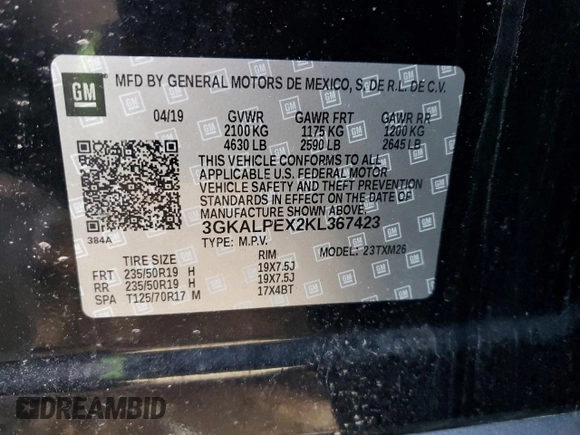 GM
MFD BY GENERAL MOTORS DE MEXICO, S. DE R.L. DE C.V.
04/19 GVWR GAWR FRT GAWR RR
2100 KG 1175 KG 1200 KG
4630 LB 2590 LB 2645 LB
THIS VEHICLE CONFORMS TO ALL
APPLICABLE U.S. FEDERAL MOTOR
VEHICLE SAFETY AND THEFT PREVENTION
STANDARDS IN EFFECT ON THE DATE OF
MANUFACTURE SHOWN ABOVE.
384A
3GKALPEX2KL367423
TYPE: M.P.V. MODEL: 23TXM26
TIRE SIZE RIM
FRT 235/50R19 H 19X7.5J
RR 235/50R19 H 19X7.5J
SPA T125/70R17 M 17X4BT
DREAMBID